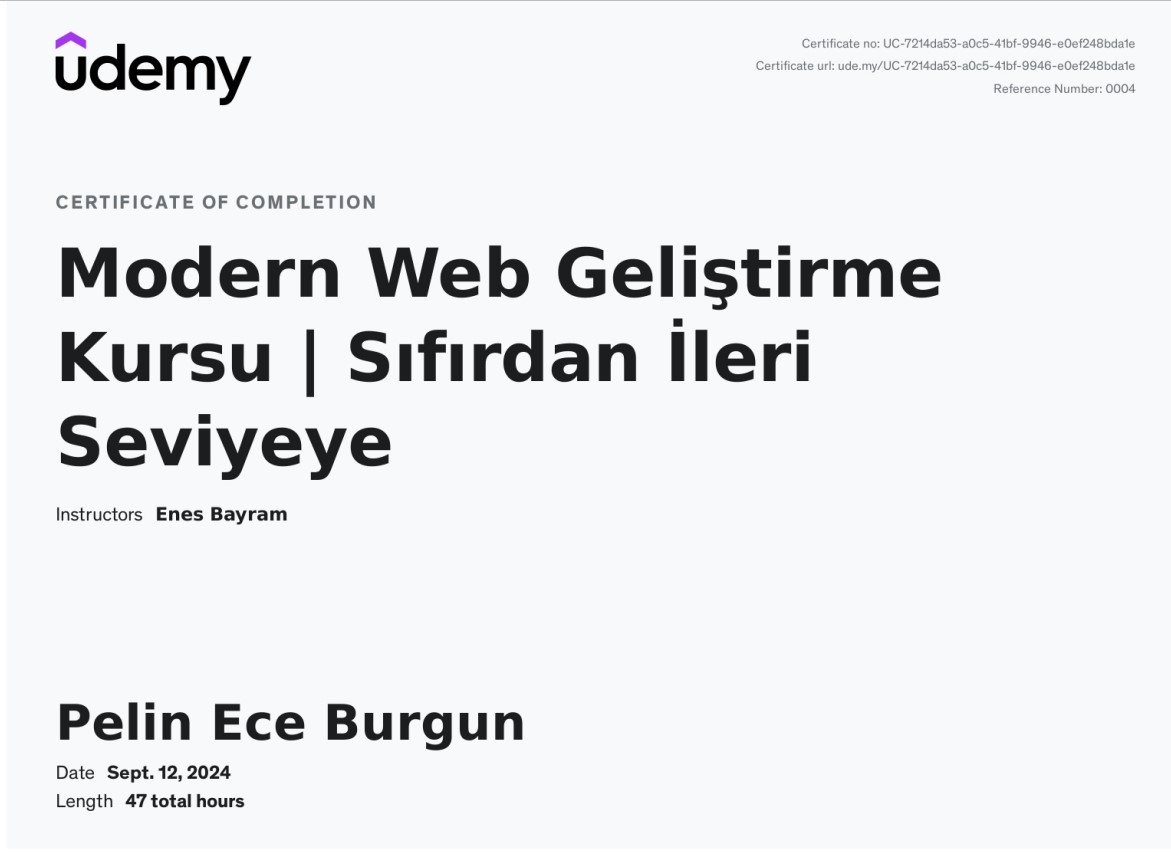 udemy
Certificate no: UC-7214da53-a0c5-41bf-9946-e0ef248bda1e
Certificate url: ude.my/UC-7214da53-a0c5-41bf-9946-e0ef248bda1e
Reference Number: 0004
CERTIFICATE OF COMPLETION
Modern Web Geliştirme
Kursu | Sıfırdan İleri
Seviyeye
Instructors Enes Bayram
Pelin Ece Burgun
Date Sept. 12, 2024
Length 47 total hours